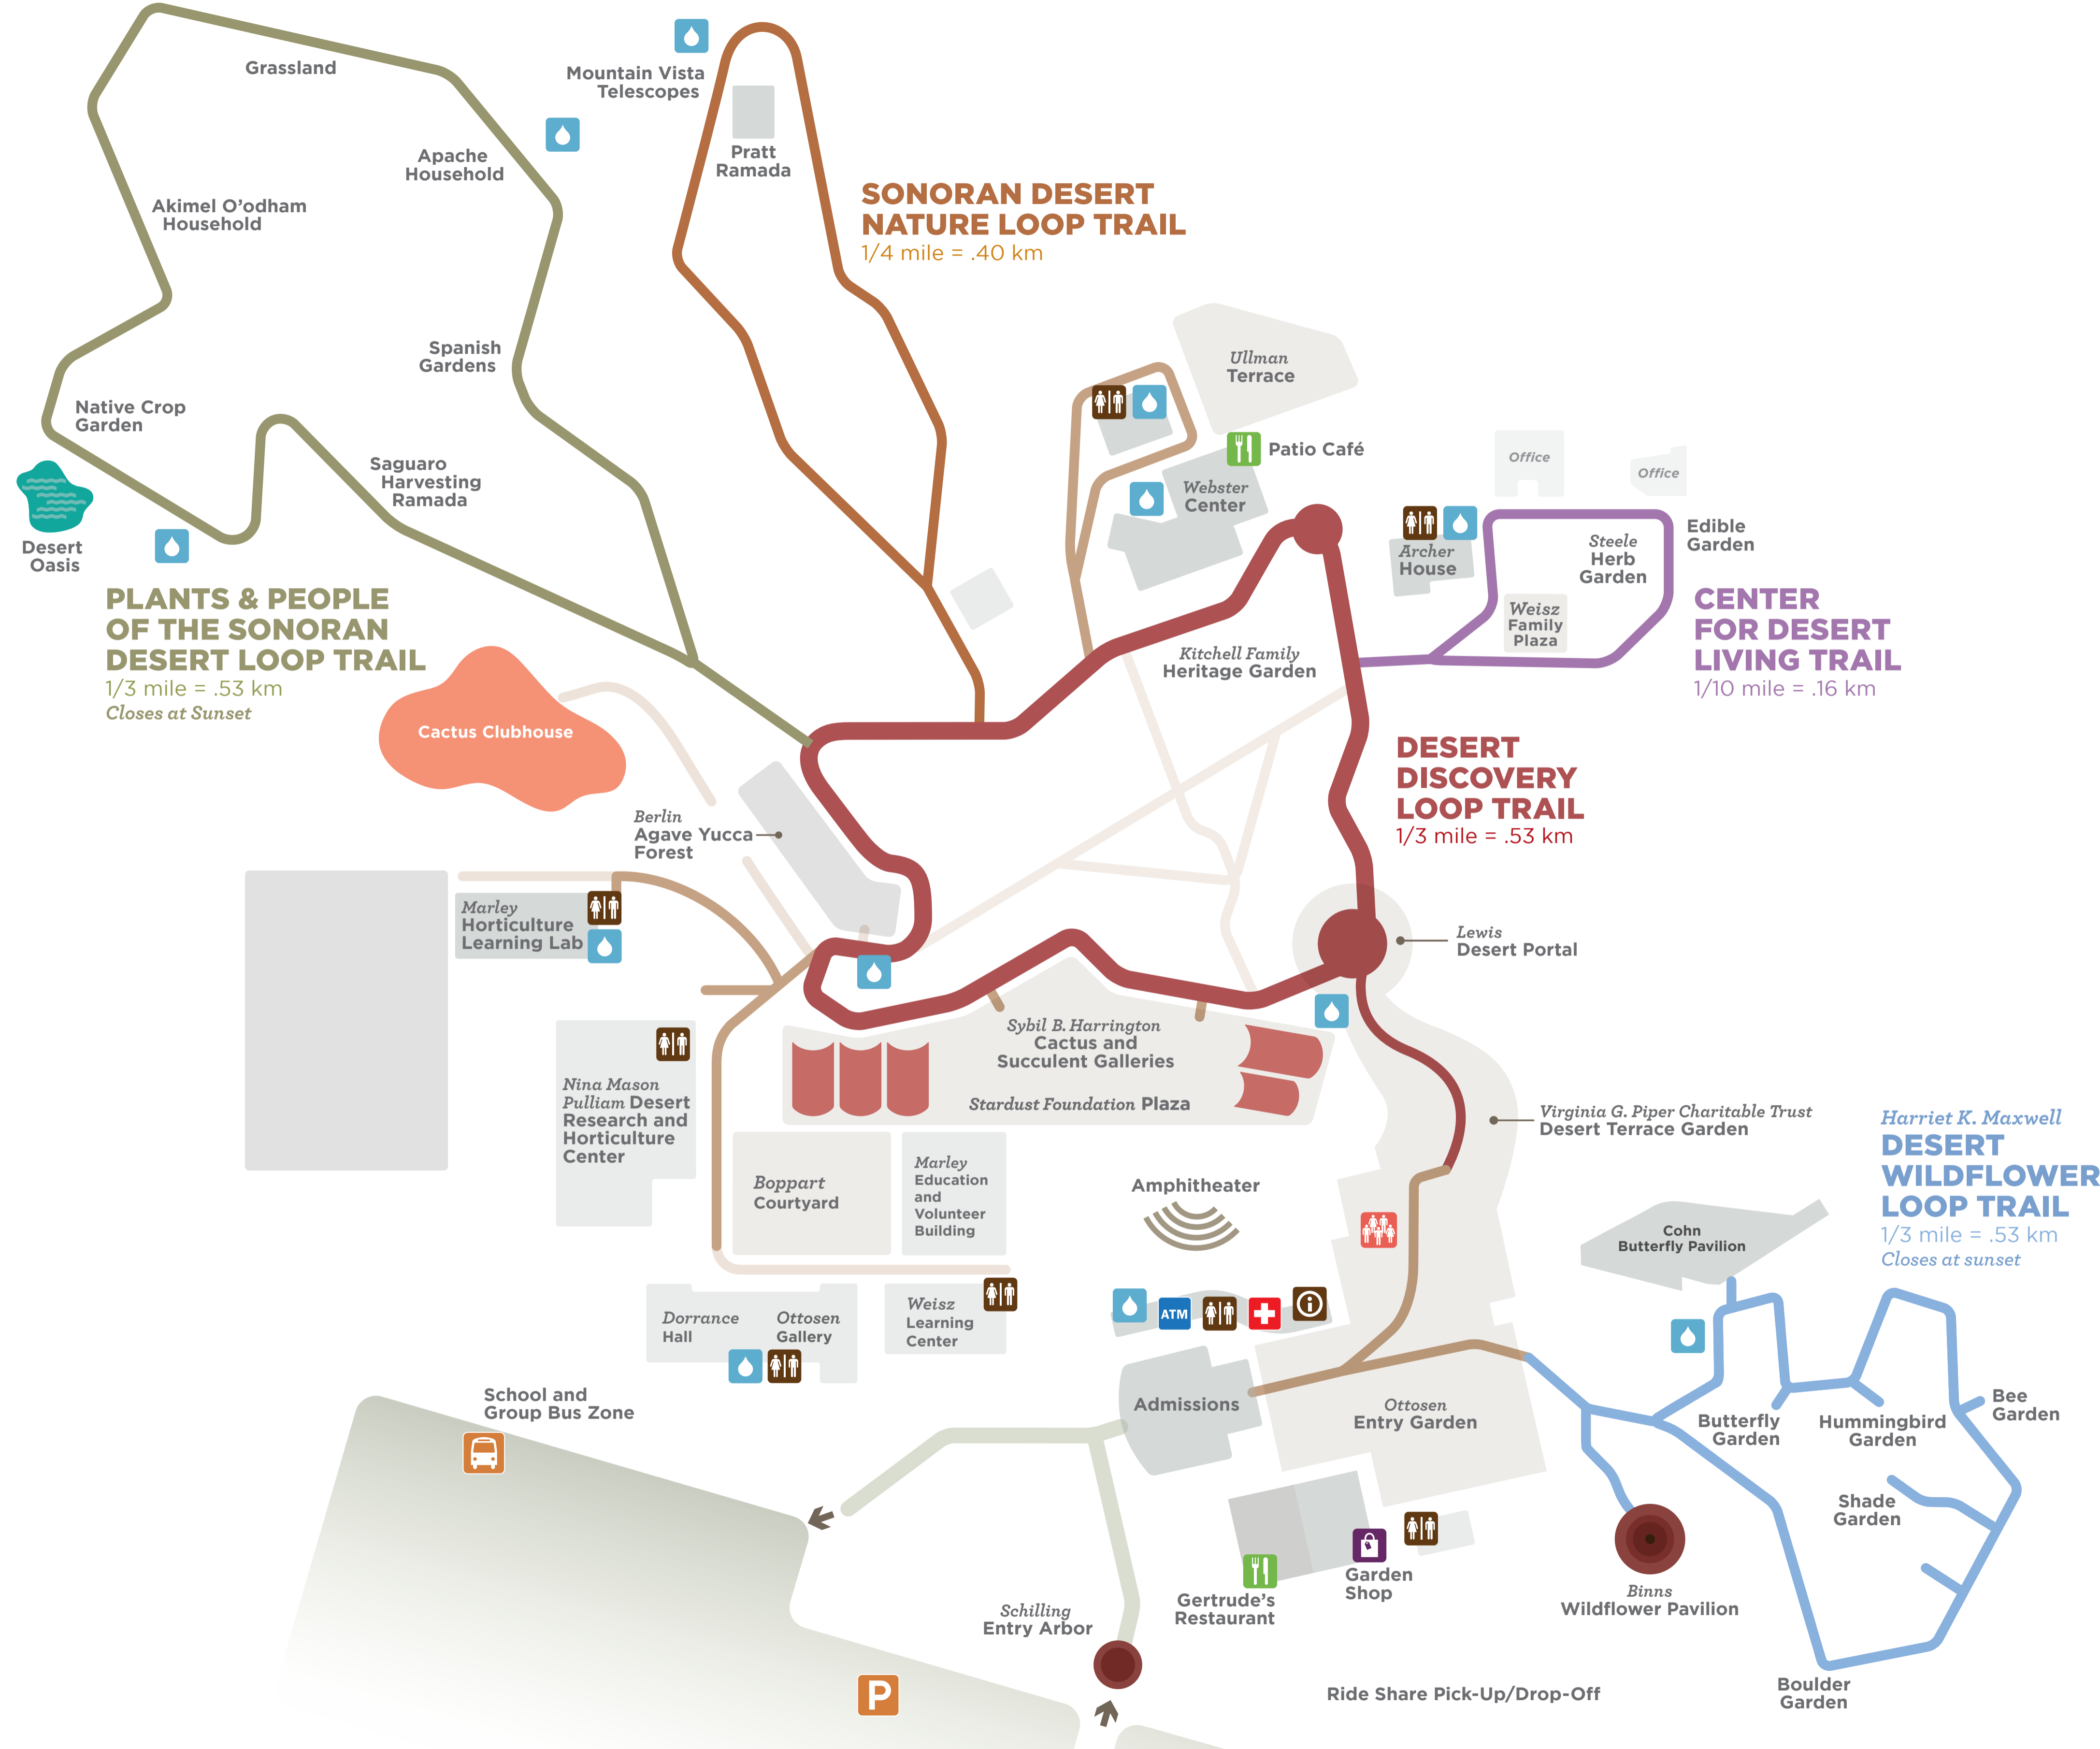 Grassland
Mountain Vista
Telescopes
Pratt
Ramada
Apache
Household
Akimel O'odham
Household
SONORAN DESERT
NATURE LOOP TRAIL
1/4 mile = .40 km
Spanish
Gardens
Native Crop
Garden
Saguaro
Harvesting
Ramada
Desert
Oasis
PLANTS & PEOPLE
OF THE SONORAN
DESERT LOOP TRAIL
1/3 mile = .53 km
Closes at Sunset
Ullman
Terrace
Patio Café
Webster
Center
Office
Office
Archer
House
Steele
Herb
Garden
Edible
Garden
Weisz
Family
Plaza
CENTER
FOR DESERT
LIVING TRAIL
1/10 mile = .16 km
Kitchell Family
Heritage Garden
Cactus Clubhouse
DESERT
DISCOVERY
LOOP TRAIL
1/3 mile = .53 km
Berlin
Agave Yucca
Forest
Marley
Horticulture
Learning Lab
Lewis
Desert Portal
Sybil B. Harrington
Cactus and
Succulent Galleries
Stardust Foundation Plaza
Nina Mason
Pulliam Desert
Research and
Horticulture
Center
Virginia G. Piper Charitable Trust
Desert Terrace Garden
Harriet K. Maxwell
DESERT
WILDFLOWER
LOOP TRAIL
1/3 mile = .53 km
Closes at sunset
Boppart
Courtyard
Marley
Education
and
Volunteer
Building
Amphitheater
Cohn
Butterfly Pavilion
Dorrance
Hall
Ottosen
Gallery
Weisz
Learning
Center
ATM
School and
Group Bus Zone
Admissions
Ottosen
Entry Garden
Butterfly
Garden
Hummingbird
Garden
Bee
Garden
Shade
Garden
Garden
Shop
Gertrude's
Restaurant
Binns
Wildflower Pavilion
Schilling
Entry Arbor
P
Ride Share Pick-Up/Drop-Off
Boulder
Garden